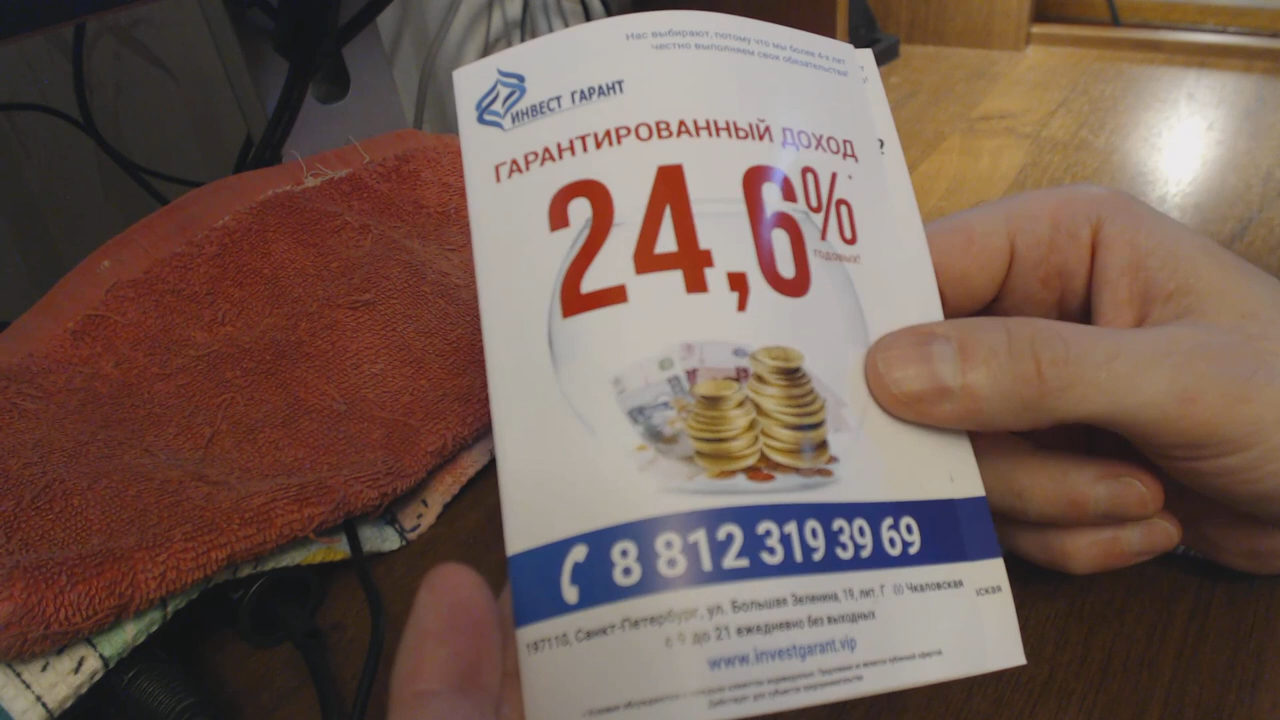 Нас выбирают, потому что мы более 4-х лет
честно выполняем свои обязательства!
ИНВЕСТ ГАРАНТ
ГАРАНТИРОВАННЫЙ ДОХОД
24,6%*
годовых!
?
8 812 319 39 69
197110, Санкт-Петербург, ул. Большая Зеленина, 19, лит. Г Чкаловская
с 9 до 21 ежедневно без выходных
www.investgarant.vip